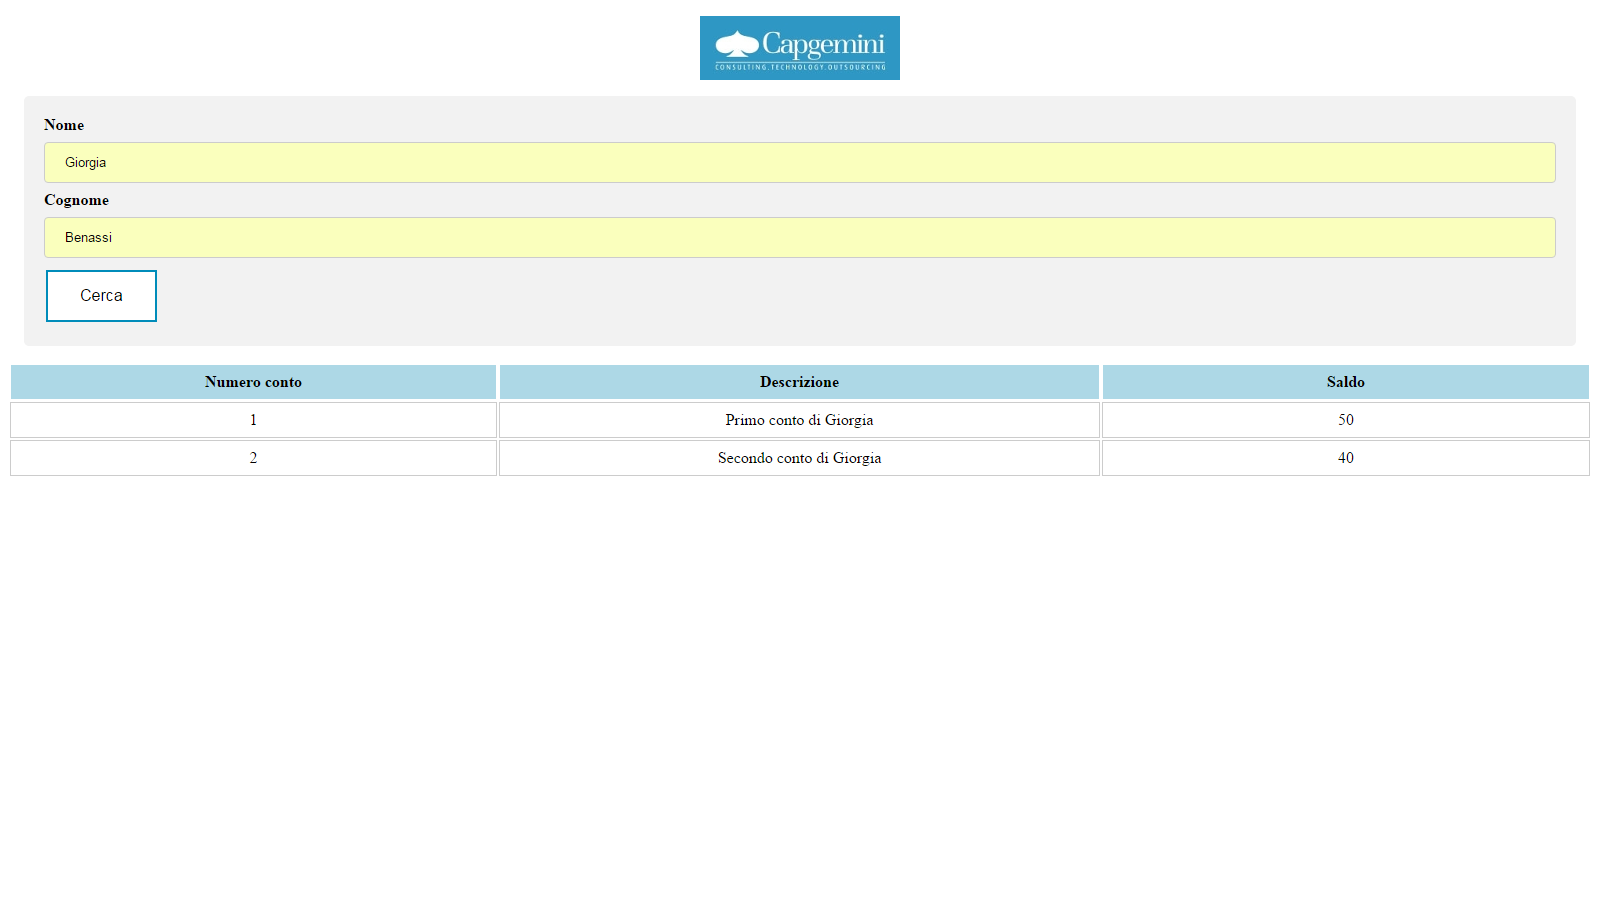 Capgemini
CONSULTING.TECHNOLOGY.OUTSOURCING
Nome
Giorgia
Cognome
Benassi
Cerca
Numero conto Descrizione Saldo
1 Primo conto di Giorgia 50
2 Secondo conto di Giorgia 40